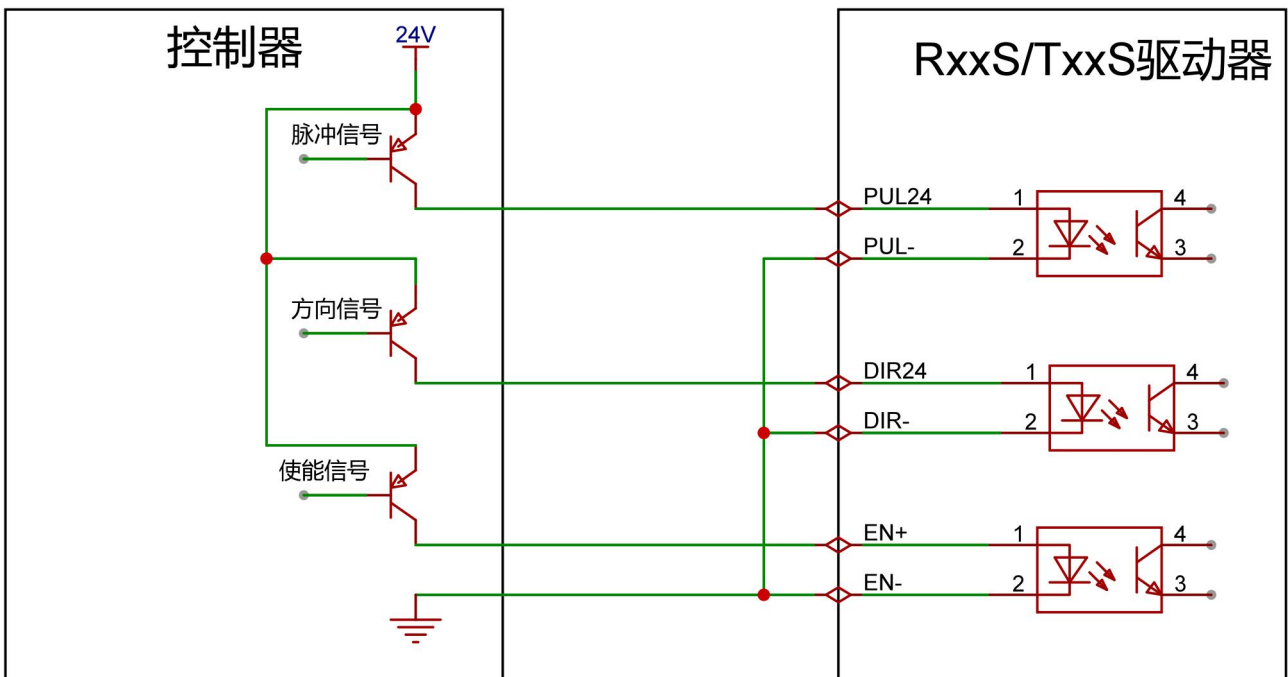 控制器
24V
RxxS/TxxS驱动器
脉冲信号
PUL24
1
4
PUL-
2
3
方向信号
DIR24
1
4
DIR-
2
3
使能信号
EN+
1
4
EN-
2
3